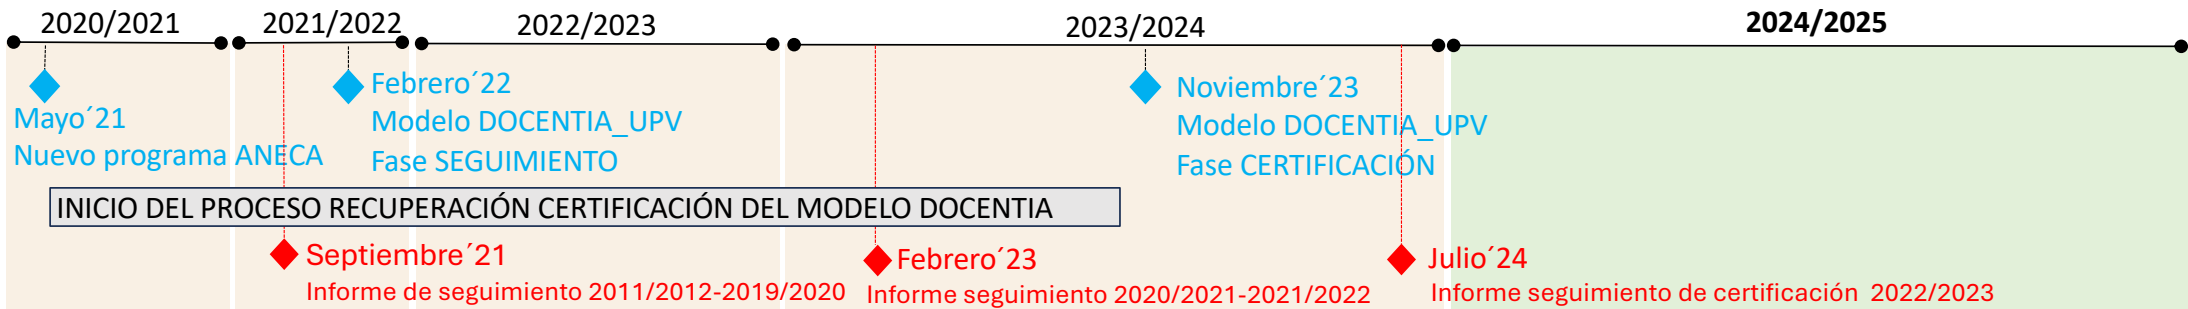 2020/2021
2021/2022
2022/2023
2023/2024
2024/2025
Mayo´21
Nuevo programa ANECA
Febrero´22
Modelo DOCENTIA_UPV
Fase SEGUIMIENTO
Noviembre´23
Modelo DOCENTIA_UPV
Fase CERTIFICACIÓN
INICIO DEL PROCESO RECUPERACIÓN CERTIFICACIÓN DEL MODELO DOCENTIA
Septiembre´21
Informe de seguimiento 2011/2012-2019/2020
Febrero´23
Informe seguimiento 2020/2021-2021/2022
Julio´24
Informe seguimiento de certificación 2022/2023